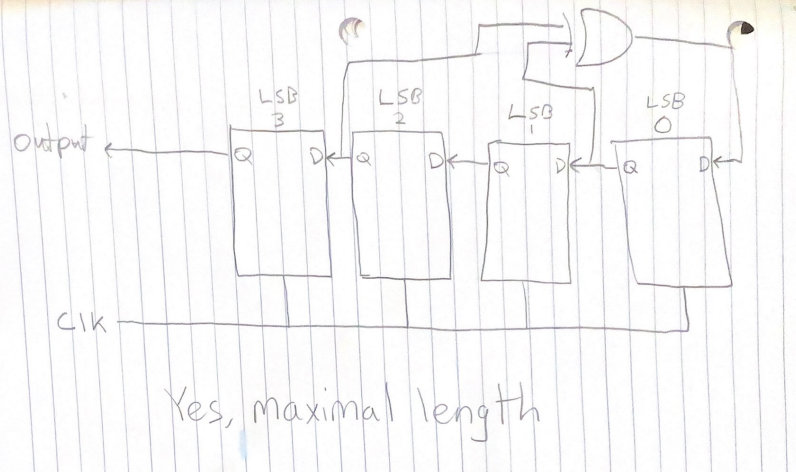 LSB 3 LSB 2 LSB 1 LSB 0
Output Q D Q D Q D Q D
Clk
Yes, maximal length